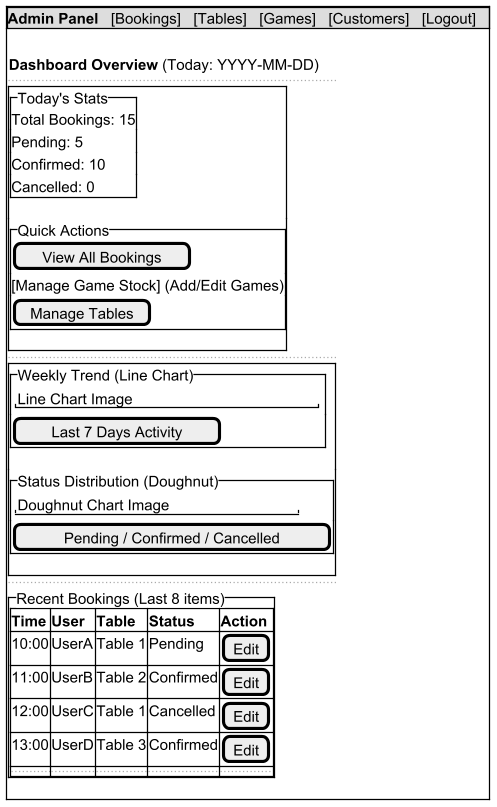 Admin Panel [Bookings] [Tables] [Games] [Customers] [Logout]
Dashboard Overview (Today: YYYY-MM-DD)
Today's Stats
Total Bookings: 15
Pending: 5
Confirmed: 10
Cancelled: 0
Quick Actions
View All Bookings
[Manage Game Stock] (Add/Edit Games)
Manage Tables
Weekly Trend (Line Chart)
Line Chart Image
Last 7 Days Activity
Status Distribution (Doughnut)
Doughnut Chart Image
Pending / Confirmed / Cancelled
Recent Bookings (Last 8 items)
Time User Table Status Action
10:00 UserA Table 1 Pending Edit
11:00 UserB Table 2 Confirmed Edit
12:00 UserC Table 1 Cancelled Edit
13:00 UserD Table 3 Confirmed Edit